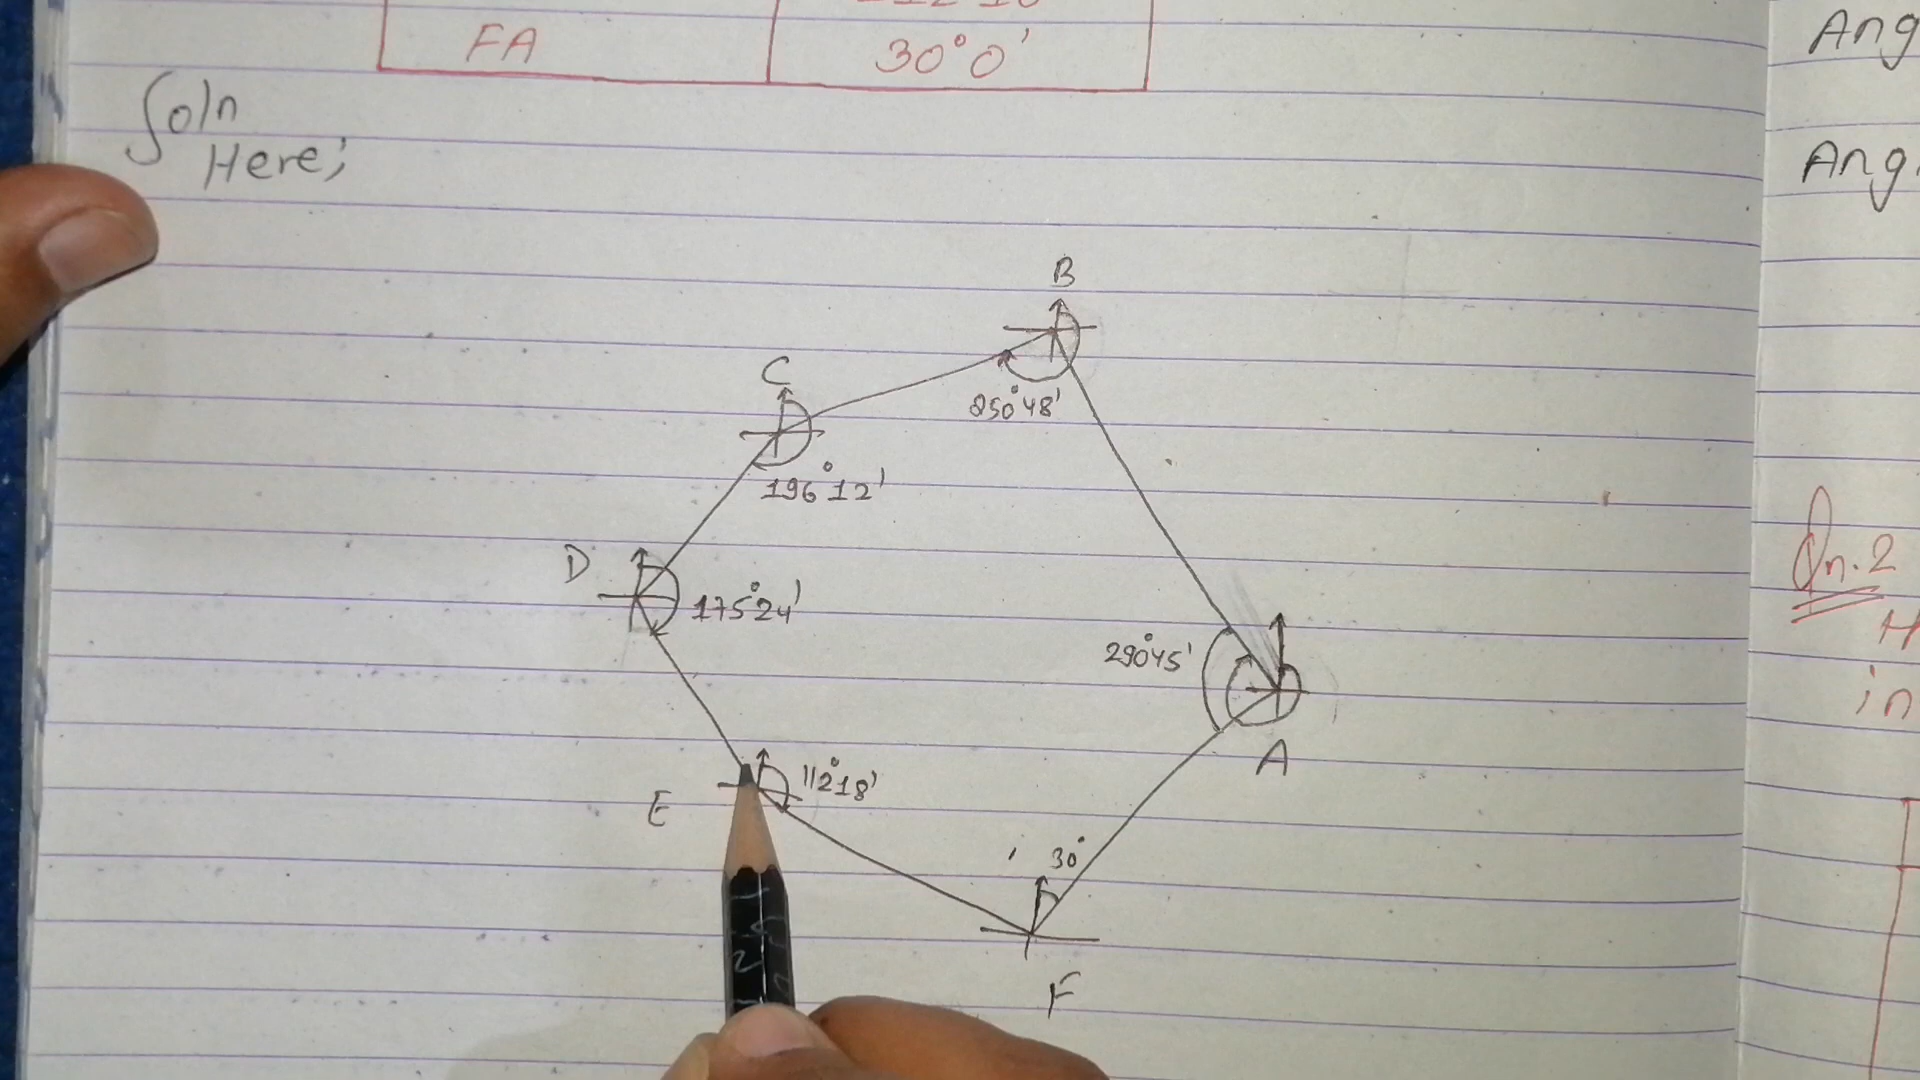 FA
30°0'
Soln
Here;
B
C
250°48'
196°12'
D
175°24'
290°45'
A
E
112°18'
30°
F
Ang
Ang
Qn.2
in